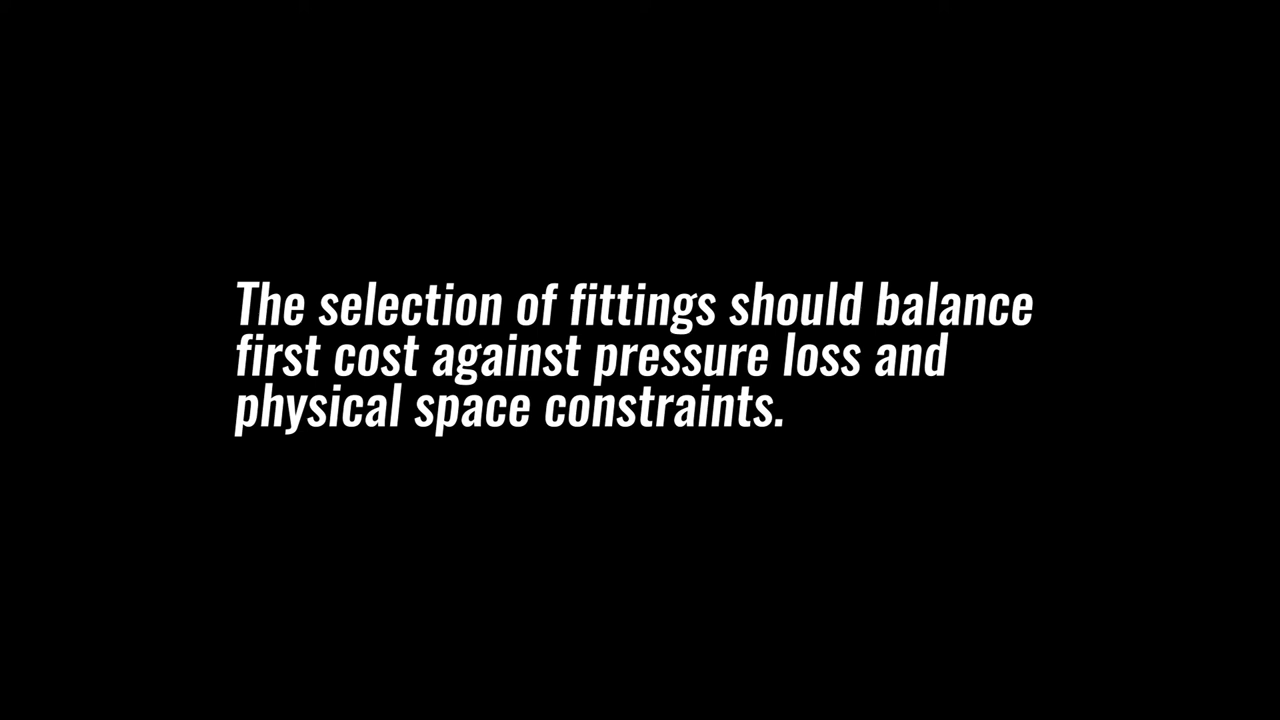 The selection of fittings should balance
first cost against pressure loss and
physical space constraints.